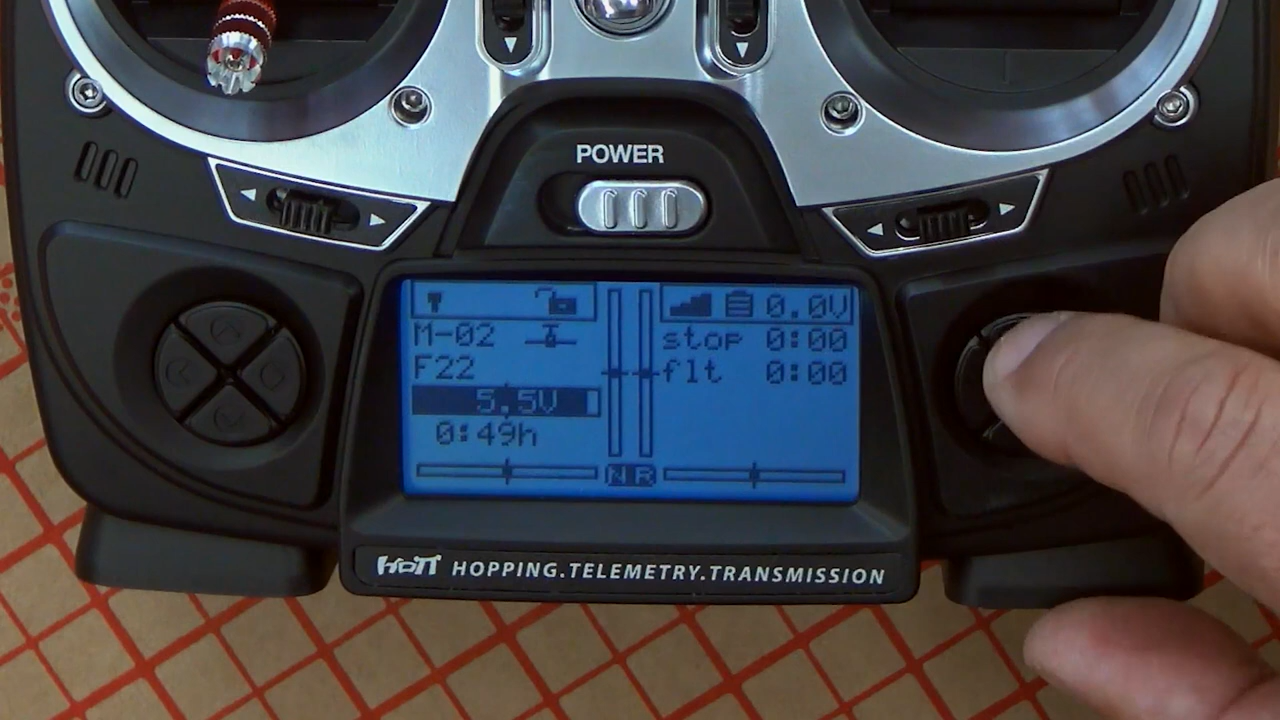 POWER
0.0V
M-02
stop 0:00
F22
flt 0:00
5.5V
0:49h
N R
HoTT HOPPING.TELEMETRY.TRANSMISSION